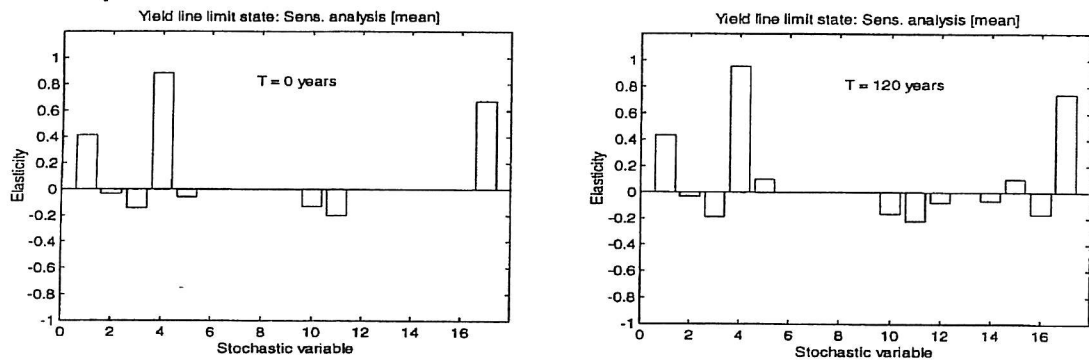 Yield line limit state: Sens. analysis [mean]
T = 0 years
Elasticity
1
0.8
0.6
0.4
0.2
0
-0.2
-0.4
-0.6
-0.8
-1
0 2 4 6 8 10 12 14 16
Stochastic variable
Yield line limit state: Sens. analysis [mean]
T = 120 years
Elasticity
1
0.8
0.6
0.4
0.2
0
-0.2
-0.4
-0.6
-0.8
-1
0 2 4 6 8 10 12 14 16
Stochastic variable